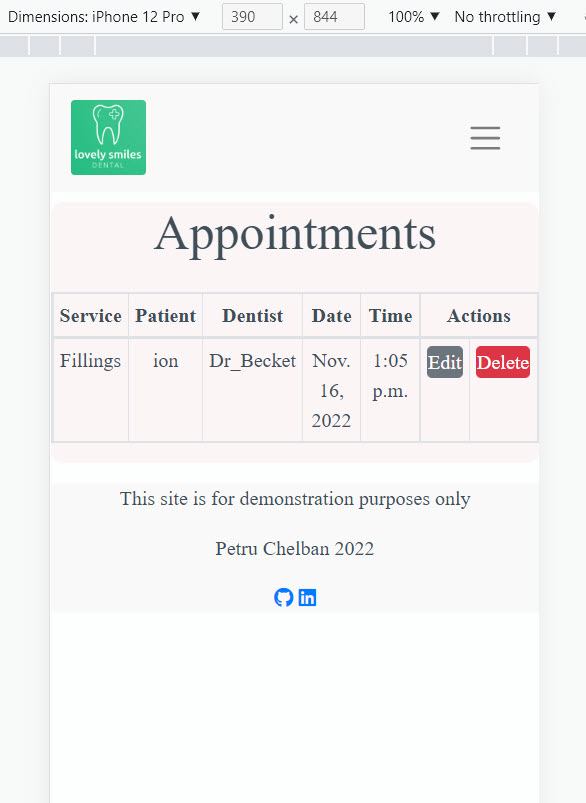 Dimensions: iPhone 12 Pro ▼ 390 × 844 100% ▼ No throttling ▼
lovely smiles
DENTAL
Appointments
Service Patient Dentist Date Time Actions
Fillings ion Dr_Becket Nov. 1:05 Edit Delete
16, p.m.
2022
This site is for demonstration purposes only
Petru Chelban 2022
in